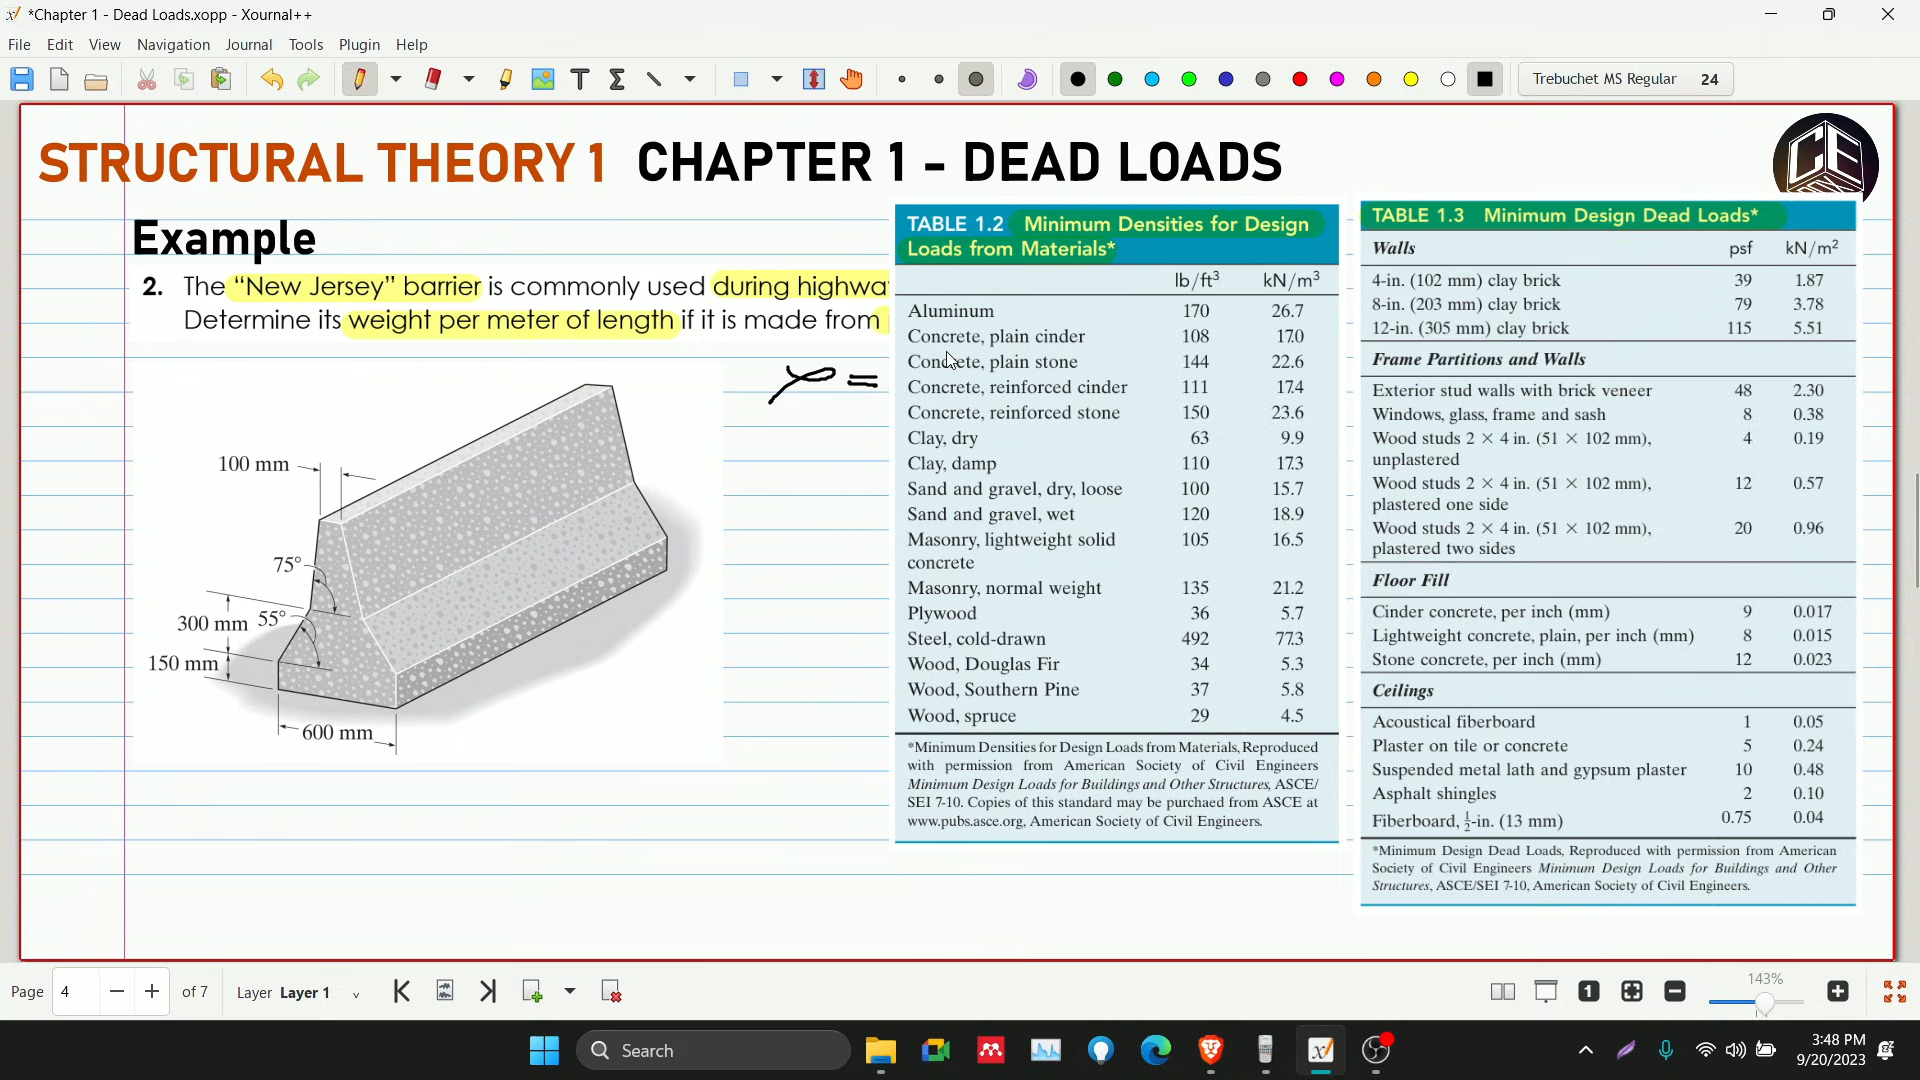 *Chapter 1 - Dead Loads.xopp - Xournal++
File Edit View Navigation Journal Tools Plugin Help
Trebuchet MS Regular 24
STRUCTURAL THEORY 1 CHAPTER 1 - DEAD LOADS
CE
Example
2. The “New Jersey” barrier is commonly used during highwa
Determine its weight per meter of length if it is made from
γ =
100 mm
75°
300 mm 55°
150 mm
600 mm
TABLE 1.2 Minimum Densities for Design
Loads from Materials*
lb/ft³ kN/m³
Aluminum 170 26.7
Concrete, plain cinder 108 17.0
Concrete, plain stone 144 22.6
Concrete, reinforced cinder 111 17.4
Concrete, reinforced stone 150 23.6
Clay, dry 63 9.9
Clay, damp 110 17.3
Sand and gravel, dry, loose 100 15.7
Sand and gravel, wet 120 18.9
Masonry, lightweight solid 105 16.5
concrete
Masonry, normal weight 135 21.2
Plywood 36 5.7
Steel, cold-drawn 492 77.3
Wood, Douglas Fir 34 5.3
Wood, Southern Pine 37 5.8
Wood, spruce 29 4.5
*Minimum Densities for Design Loads from Materials, Reproduced
with permission from American Society of Civil Engineers
Minimum Design Loads for Buildings and Other Structures, ASCE/
SEI 7-10. Copies of this standard may be purchaed from ASCE at
www.pubs.asce.org, American Society of Civil Engineers.
TABLE 1.3 Minimum Design Dead Loads*
Walls psf kN/m²
4-in. (102 mm) clay brick 39 1.87
8-in. (203 mm) clay brick 79 3.78
12-in. (305 mm) clay brick 115 5.51
Frame Partitions and Walls
Exterior stud walls with brick veneer 48 2.30
Windows, glass, frame and sash 8 0.38
Wood studs 2 × 4 in. (51 × 102 mm), 4 0.19
unplastered
Wood studs 2 × 4 in. (51 × 102 mm), 12 0.57
plastered one side
Wood studs 2 × 4 in. (51 × 102 mm), 20 0.96
plastered two sides
Floor Fill
Cinder concrete, per inch (mm) 9 0.017
Lightweight concrete, plain, per inch (mm) 8 0.015
Stone concrete, per inch (mm) 12 0.023
Ceilings
Acoustical fiberboard 1 0.05
Plaster on tile or concrete 5 0.24
Suspended metal lath and gypsum plaster 10 0.48
Asphalt shingles 2 0.10
Fiberboard, ½-in. (13 mm) 0.75 0.04
*Minimum Design Dead Loads, Reproduced with permission from American
Society of Civil Engineers Minimum Design Loads for Buildings and Other
Structures, ASCE/SEI 7-10, American Society of Civil Engineers.
Page 4 of 7 Layer Layer 1 1 143%
Search
3:48 PM
9/20/2023